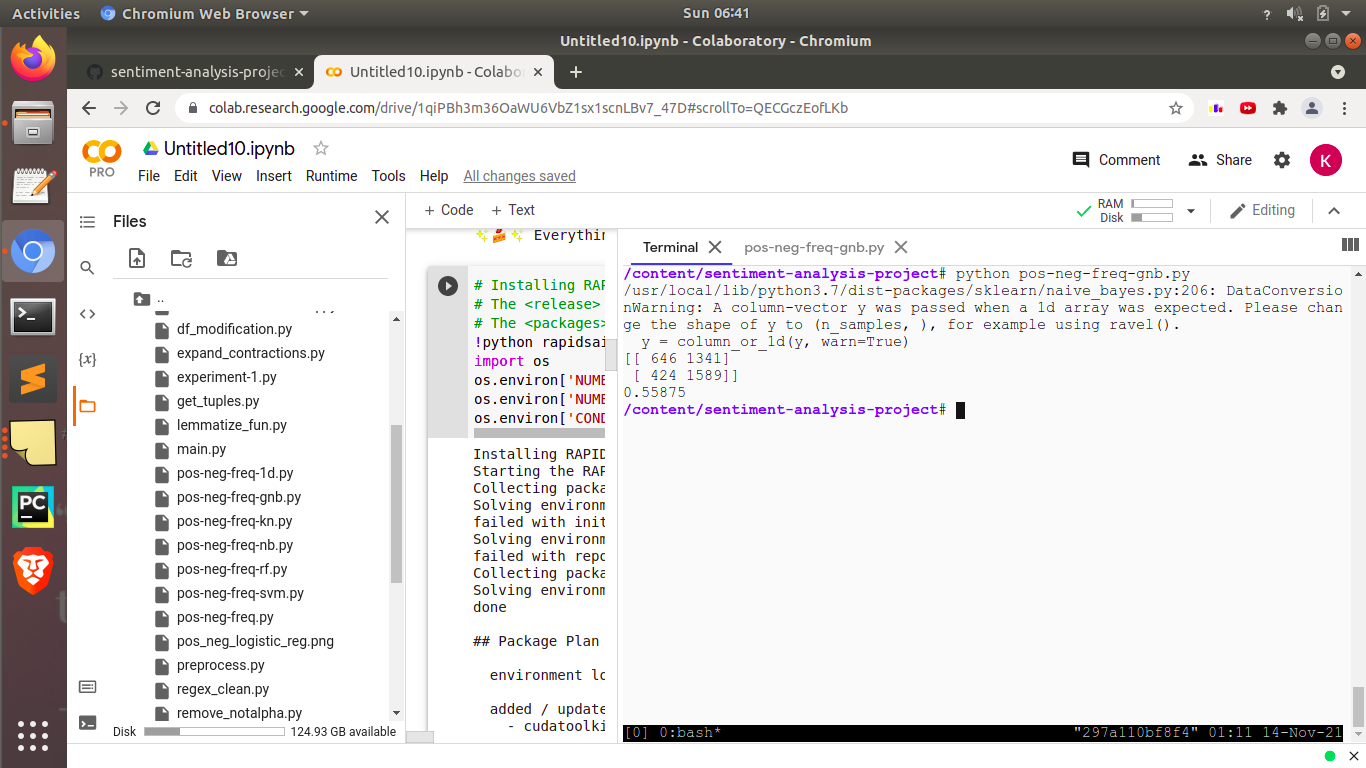 Activities
Chromium Web Browser
Sun 06:41
?
Untitled10.ipynb - Colaboratory - Chromium
sentiment-analysis-projec
Untitled10.ipynb - Colabo
colab.research.google.com/drive/1qiPBh3m36OaWU6VbZ1sx1scnLBv7_47D#scrollTo=QECGczEofLKb
PRO
Untitled10.ipynb
File Edit View Insert Runtime Tools Help All changes saved
Comment
Share
K
Files
+ Code + Text
RAM
Disk
Editing
..
df_modification.py
expand_contractions.py
experiment-1.py
get_tuples.py
lemmatize_fun.py
main.py
pos-neg-freq-1d.py
pos-neg-freq-gnb.py
pos-neg-freq-kn.py
pos-neg-freq-nb.py
pos-neg-freq-rf.py
pos-neg-freq-svm.py
pos-neg-freq.py
pos_neg_logistic_reg.png
preprocess.py
regex_clean.py
remove_notalpha.py
Disk
124.93 GB available
{x}
PC
Everythin
# Installing RAP
# The <release>
# The <packages>
!python rapidsai
import os
os.environ['NUMB
os.environ['NUMB
os.environ['COND
Installing RAPID
Starting the RAP
Collecting packa
Solving environm
failed with init
Solving environm
failed with repo
Collecting packa
Solving environm
done
## Package Plan
environment lo
added / update
- cudatoolki
Terminal
pos-neg-freq-gnb.py
/content/sentiment-analysis-project# python pos-neg-freq-gnb.py
/usr/local/lib/python3.7/dist-packages/sklearn/naive_bayes.py:206: DataConversio
nWarning: A column-vector y was passed when a 1d array was expected. Please chan
ge the shape of y to (n_samples, ), for example using ravel().
y = column_or_1d(y, warn=True)
[[ 646 1341]
[ 424 1589]]
0.55875
/content/sentiment-analysis-project#
[0] 0:bash*
"297a110bf8f4" 01:11 14-Nov-21